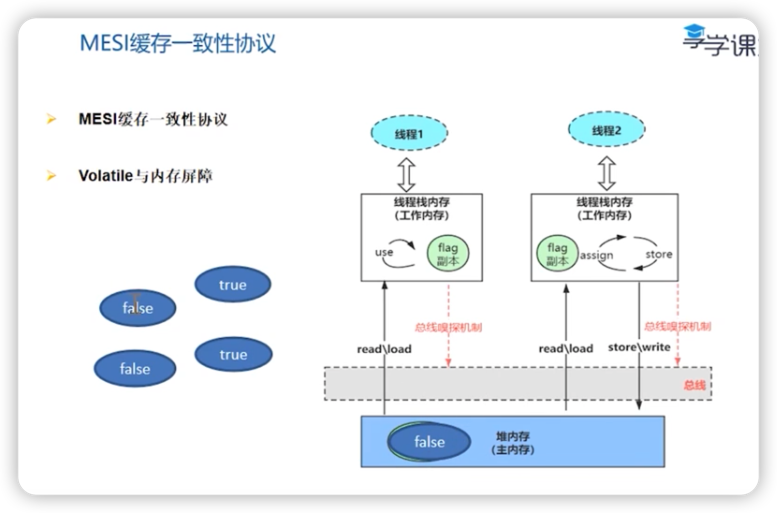 MESI缓存一致性协议
享学课
MESI缓存一致性协议
Volatile与内存屏障
线程1
线程2
线程栈内存
(工作内存)
线程栈内存
(工作内存)
use
flag
副本
flag
副本
assign
store
true
false
true
false
总线嗅探机制
总线嗅探机制
read\load
read\load
store\write
总线
false
堆内存
(主内存)